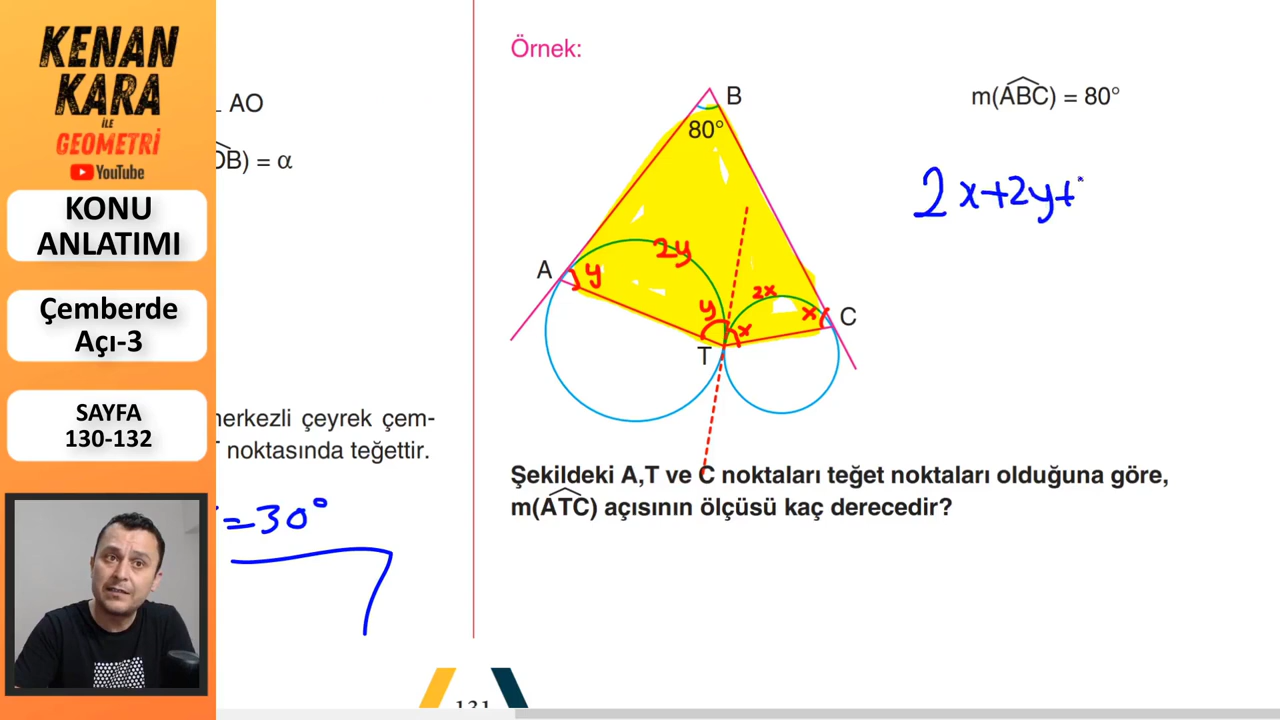 KENAN
KARA
İLE
GEOMETRİ
YouTube
KONU
ANLATIMI
Çemberde
Açı-3
SAYFA
130-132
AO
OB) = α
merkezli çeyrek çem-
noktasında teğettir.
=30°
Örnek:
m(ABC) = 80°
B
80°
2x+2y+
A
y
2y
y
2x
x
x
C
T
Şekildeki A,T ve C noktaları teğet noktaları olduğuna göre,
m(ATC) açısının ölçüsü kaç derecedir?
131